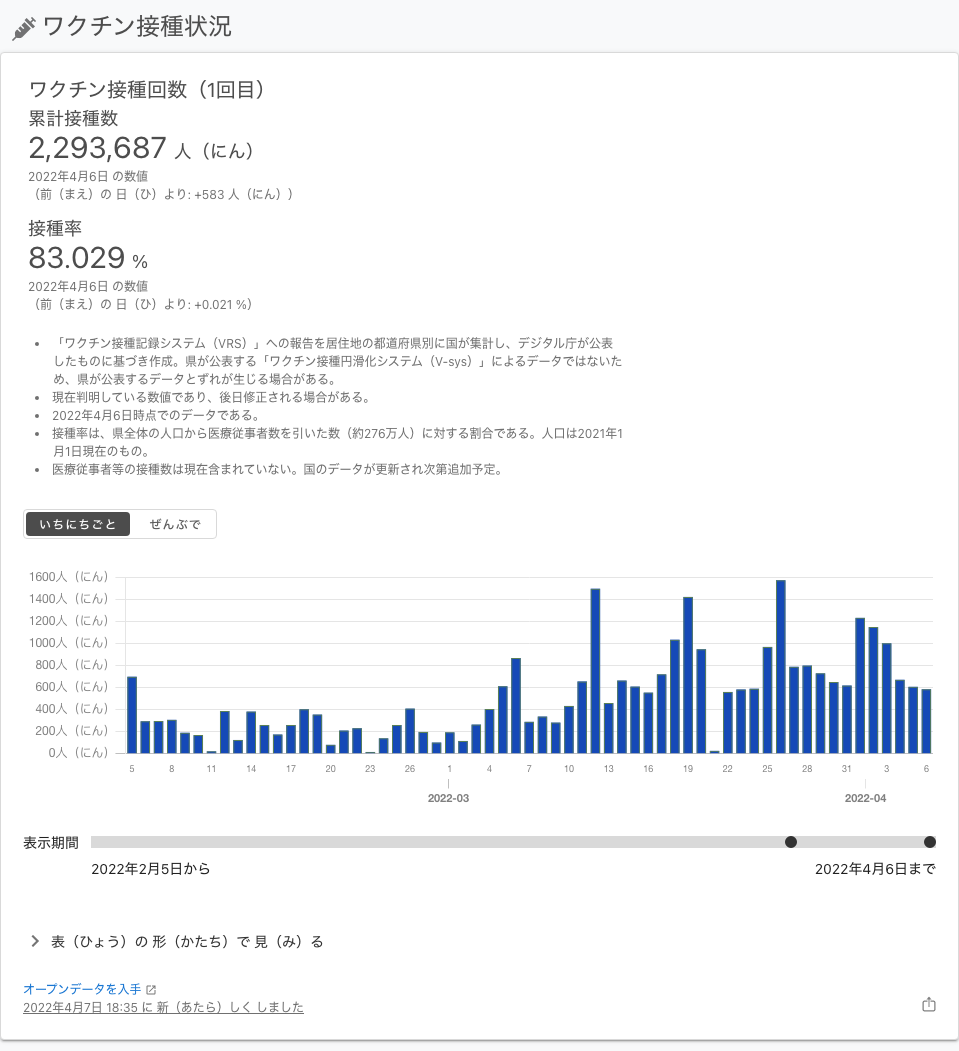 ワクチン接種状況
ワクチン接種回数（1回目）
累計接種数
2,293,687 人（にん）
2022年4月6日 の数値
（前（まえ）の 日（ひ）より: +583 人（にん））
接種率
83.029 %
2022年4月6日 の数値
（前（まえ）の 日（ひ）より: +0.021 %）
• 「ワクチン接種記録システム（VRS）」への報告を居住地の都道府県別に国が集計し、デジタル庁が公表
したものに基づき作成。県が公表する「ワクチン接種円滑化システム（V-sys）」によるデータではないた
め、県が公表するデータとずれが生じる場合がある。
• 現在判明している数値であり、後日修正される場合がある。
• 2022年4月6日時点でのデータである。
• 接種率は、県全体の人口から医療従事者数を引いた数（約276万人）に対する割合である。人口は2021年1
月1日現在のもの。
• 医療従事者等の接種数は現在含まれていない。国のデータが更新され次第追加予定。
いちにちごと ぜんぶで
1600人（にん）
1400人（にん）
1200人（にん）
1000人（にん）
800人（にん）
600人（にん）
400人（にん）
200人（にん）
0人（にん）
5 8 11 14 17 20 23 26 1 4 7 10 13 16 19 22 25 28 31 3 6
2022-03 2022-04
表示期間
2022年2月5日から 2022年4月6日まで
表（ひょう）の 形（かたち）で 見（み）る
オープンデータを入手
2022年4月7日 18:35 に 新（あたら）しく しました